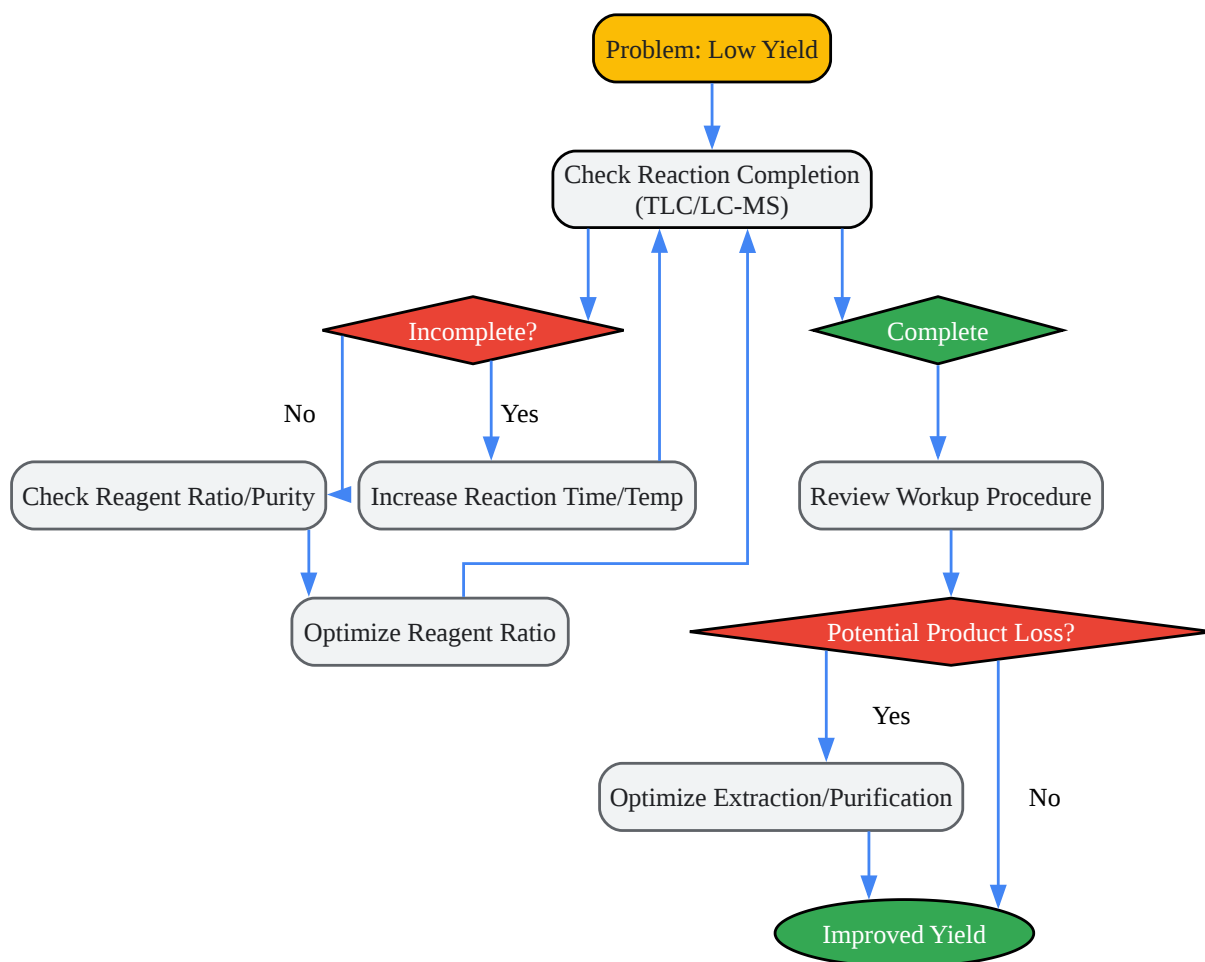 Problem: Low Yield
Check Reaction Completion
(TLC/LC-MS)
Incomplete?
Complete
No
Yes
Check Reagent Ratio/Purity
Increase Reaction Time/Temp
Review Workup Procedure
Optimize Reagent Ratio
Potential Product Loss?
Yes
Optimize Extraction/Purification
No
Improved Yield